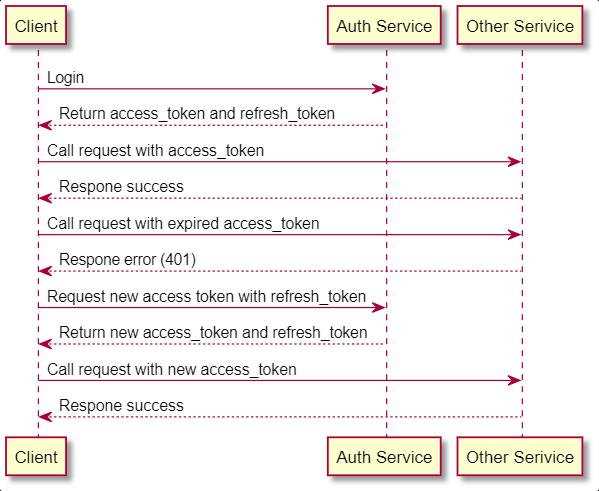 Client
Auth Service
Other Serivice
Login
Return access_token and refresh_token
Call request with access_token
Respone success
Call request with expired access_token
Respone error (401)
Request new access token with refresh_token
Return new access_token and refresh_token
Call request with new access_token
Respone success
Client
Auth Service
Other Serivice